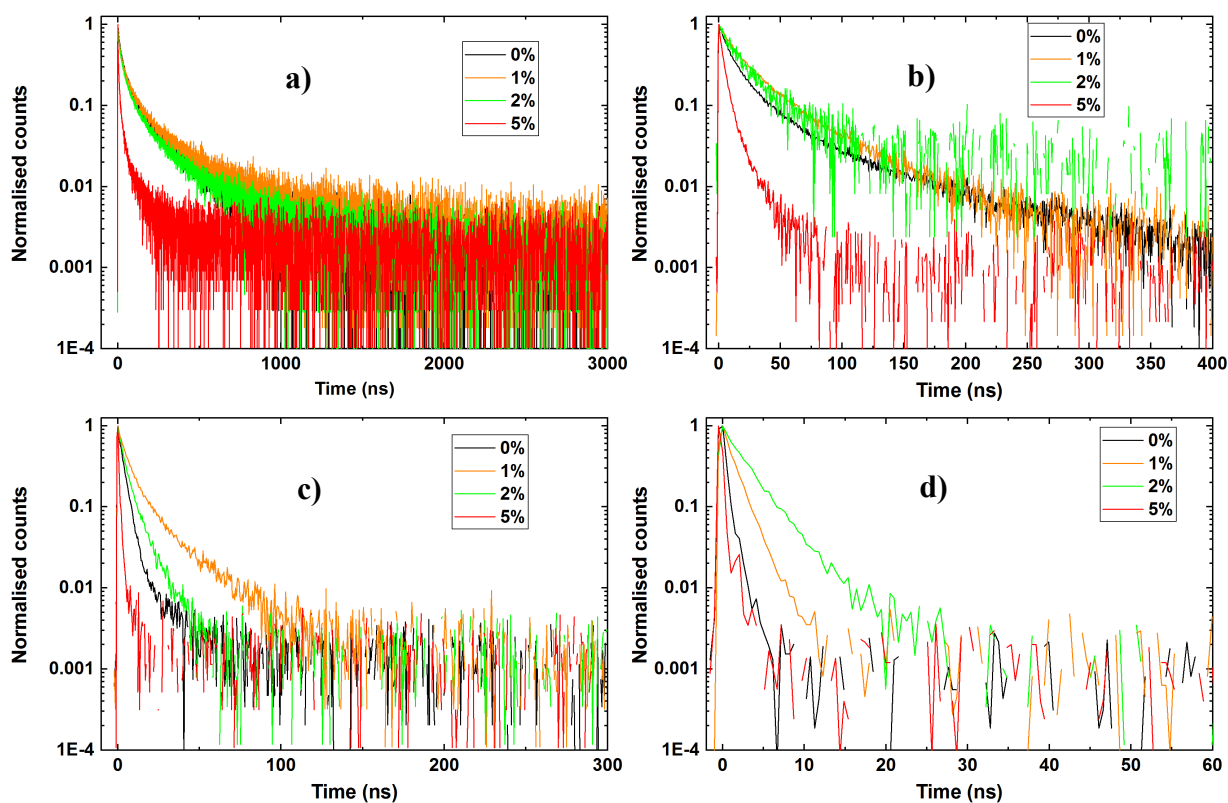 a)
Normalised counts
1
0.1
0.01
0.001
1E-4
0%
1%
2%
5%
0 1000 2000 3000
Time (ns)
b)
Normalised counts
1
0.1
0.01
0.001
1E-4
0%
1%
2%
5%
0 50 100 150 200 250 300 350 400
Time (ns)
c)
Normalised counts
1
0.1
0.01
0.001
1E-4
0%
1%
2%
5%
0 100 200 300
Time (ns)
d)
Normalised counts
1
0.1
0.01
0.001
1E-4
0%
1%
2%
5%
0 10 20 30 40 50 60
Time (ns)